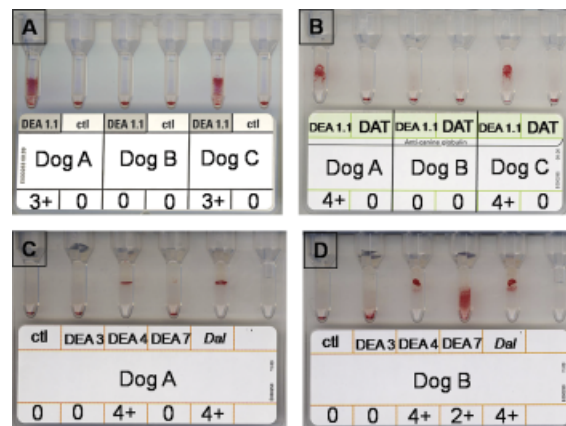 A
DEA 1.1 ctl DEA 1.1 ctl DEA 1.1 ctl
Dog A Dog B Dog C
3+ 0 0 0 3+ 0
B
DEA 1.1 DAT DEA 1.1 DAT DEA 1.1 DAT
Anti-canine globulin
Dog A Dog B Dog C
4+ 0 0 0 4+ 0
C
ctl DEA 3 DEA 4 DEA 7 Dal
Dog A
0 0 4+ 0 4+
D
ctl DEA 3 DEA 4 DEA 7 Dal
Dog B
0 0 4+ 2+ 4+